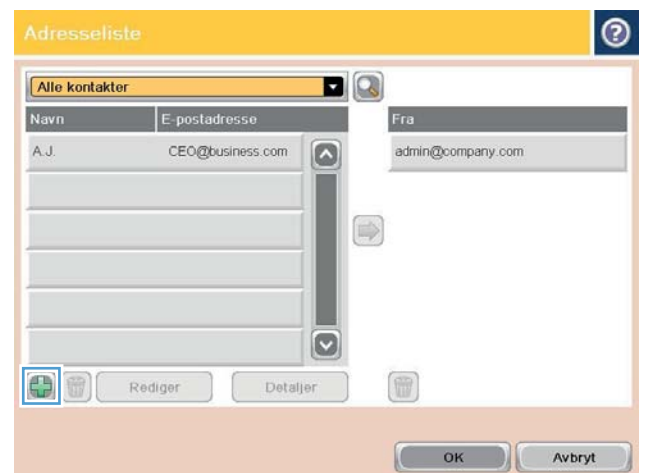 Adresseliste
Alle kontakter
Navn E-postadresse Fra
A.J. CEO@business.com admin@company.com
Rediger Detaljer
OK Avbryt